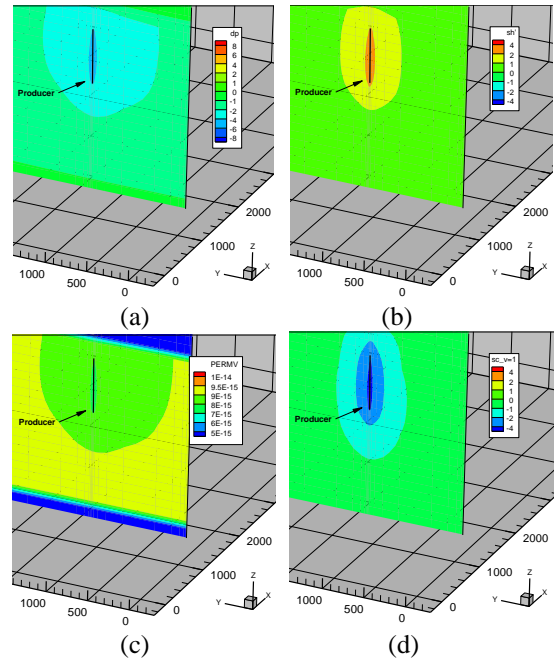 dp
8
6
4
2
1
0
-1
-2
-4
-6
-8
Producer
2000
1000
0
1000
500
0
Y
Z
X
(a)
sh'
4
2
1
0
-1
-2
-4
Producer
2000
1000
0
1000
500
0
Y
Z
X
(b)
PERMV
1E-14
9.5E-15
9E-15
8E-15
7E-15
6E-15
5E-15
Producer
2000
1000
0
1000
500
0
Y
Z
X
(c)
sc_v=1
4
2
1
0
-1
-2
-4
Producer
2000
1000
0
1000
500
0
Y
Z
X
(d)